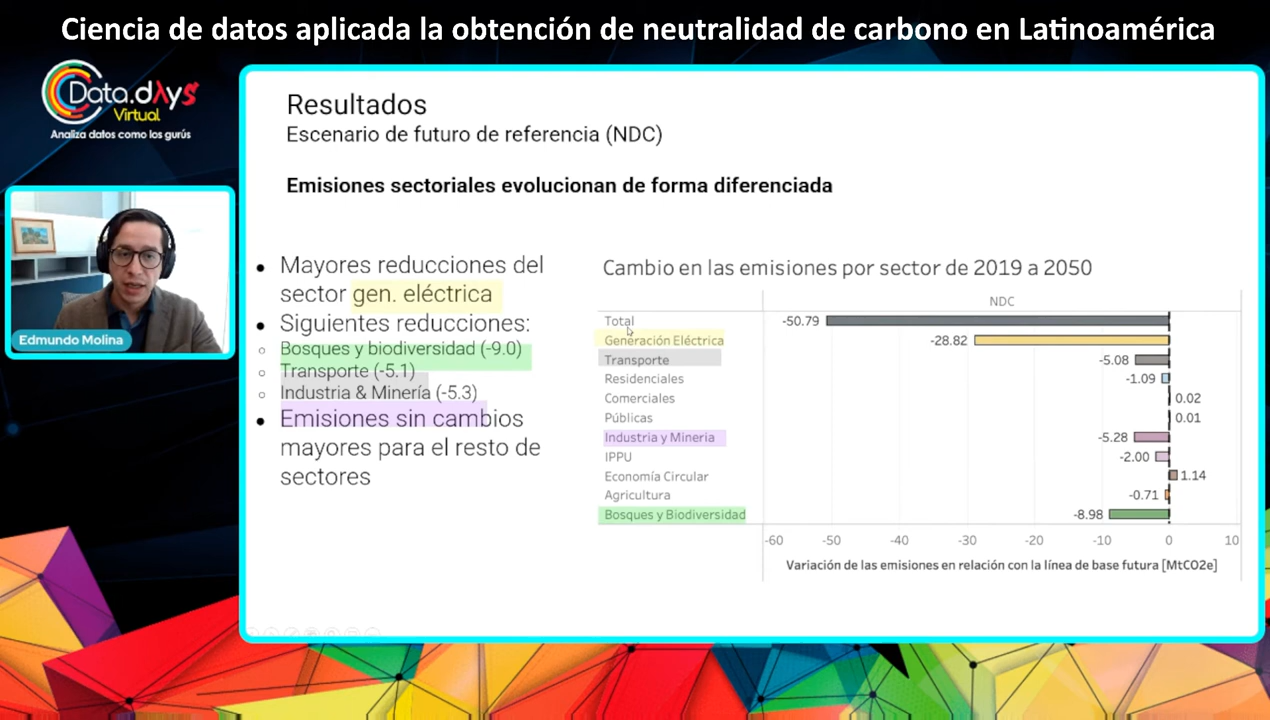 Ciencia de datos aplicada la obtención de neutralidad de carbono en Latinoamérica
Data.dλys
Virtual
Analiza datos como los gurús
Edmundo Molina
Resultados
Escenario de futuro de referencia (NDC)
Emisiones sectoriales evolucionan de forma diferenciada
Mayores reducciones del
sector gen. eléctrica
Siguientes reducciones:
Bosques y biodiversidad (-9.0)
Transporte (-5.1)
Industria & Minería (-5.3)
Emisiones sin cambios
mayores para el resto de
sectores
Cambio en las emisiones por sector de 2019 a 2050
NDC
Total -50.79
Generación Eléctrica -28.82
Transporte -5.08
Residenciales -1.09
Comerciales 0.02
Públicas 0.01
Industria y Mineria -5.28
IPPU -2.00
Economía Circular 1.14
Agricultura -0.71
Bosques y Biodiversidad -8.98
-60 -50 -40 -30 -20 -10 0 10
Variación de las emisiones en relación con la línea de base futura [MtCO2e]